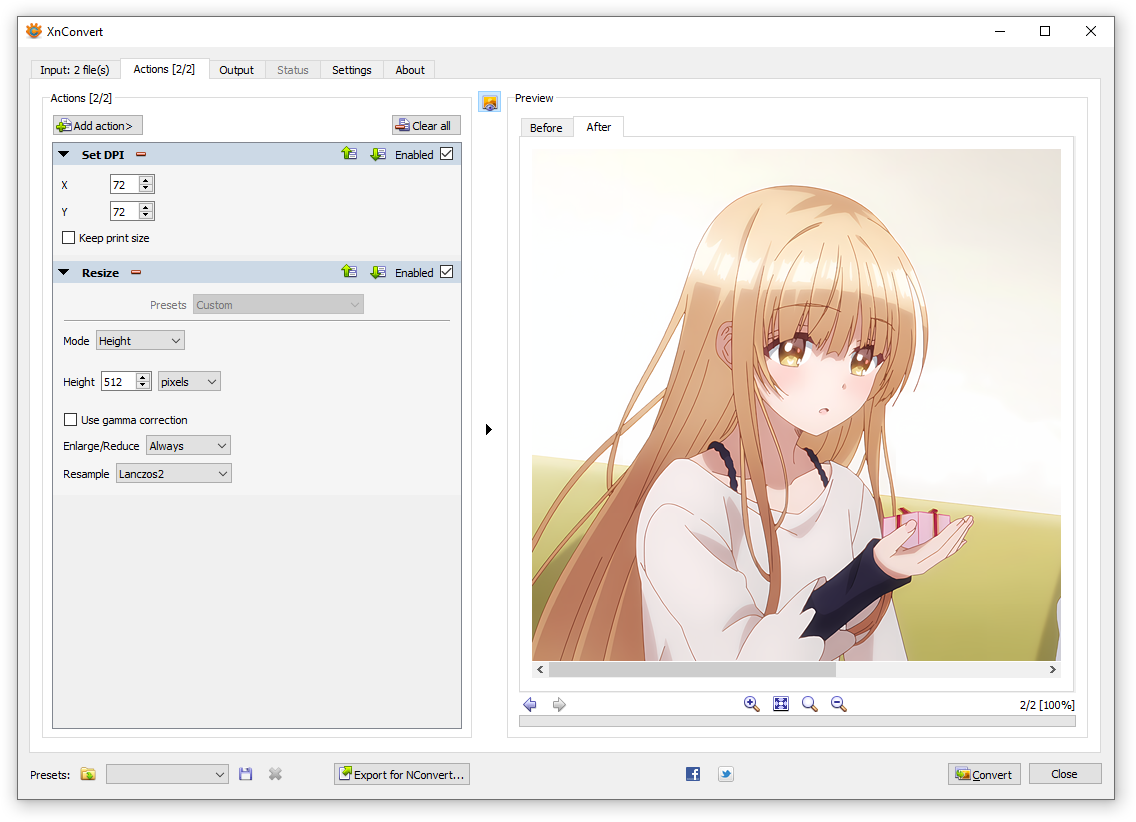 XnConvert
Input: 2 file(s)
Actions [2/2]
Output
Status
Settings
About
Actions [2/2]
Add action>
Clear all
Set DPI
Enabled
X
72
Y
72
Keep print size
Resize
Enabled
Presets
Custom
Mode
Height
Height
512
pixels
Use gamma correction
Enlarge/Reduce
Always
Resample
Lanczos2
Preview
Before
After
2/2 [100%]
Presets:
Export for NConvert...
Convert
Close